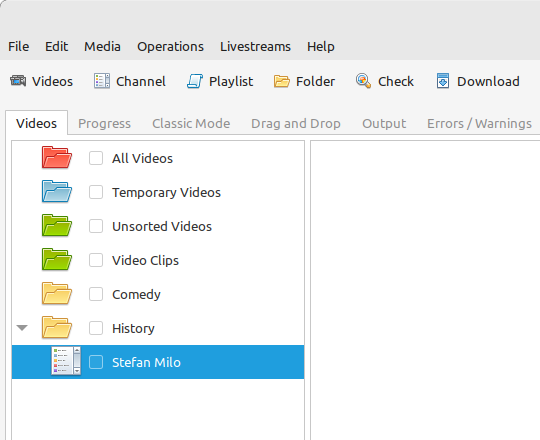 File Edit Media Operations Livestreams Help
Videos Channel Playlist Folder Check Download
Videos Progress Classic Mode Drag and Drop Output Errors / Warnings
All Videos
Temporary Videos
Unsorted Videos
Video Clips
Comedy
History
Stefan Milo